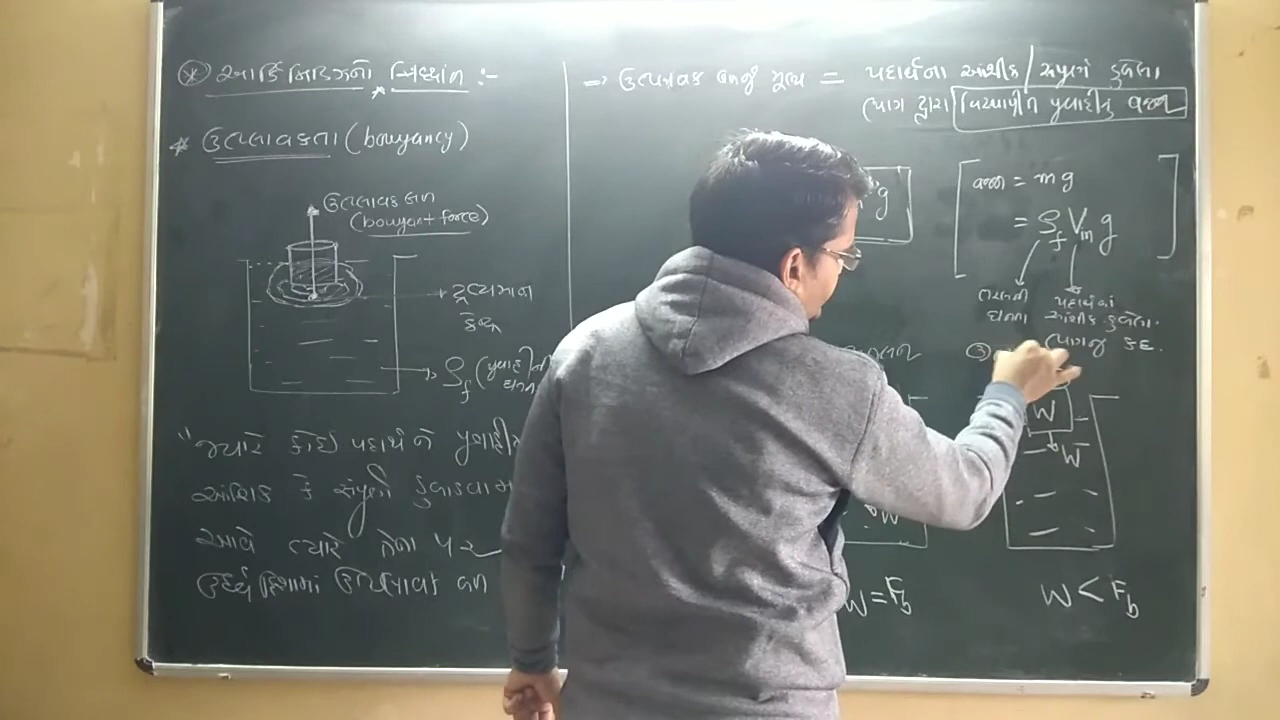 * આર્કિમિડિઝનો સિધ્ધાંત :-
* ઉત્પ્લાવકતા (bouyancy)
ઉત્પ્લાવક બળ
(bouyant force)
→ દ્રવ્યમાન
કેન્દ્ર
→ ρf (પ્રવાહીની
ઘનતા
"જ્યારે કોઈ પદાર્થ ને પ્રવાહીમાં
આંશિક કે સંપૂર્ણ ડુબાડવામાં
આવે ત્યારે તેના પર
ઉર્ધ્વદિશામાં ઉત્પ્લાવક બળ
⇒ ઉત્પ્લાવક બળનું મૂલ્ય = પદાર્થના આંશીક / સંપૂર્ણ ડુબેલા
ભાગ દ્વારા વિસ્થાપીત પ્રવાહીનું વજન
g
વજન = mg
= ρf Vin g
ઘનતા
પદાર્થના
આંશીક ડુબેલા
ભાગનું કદ.
③
W
W
W
W = Fb
W < Fb